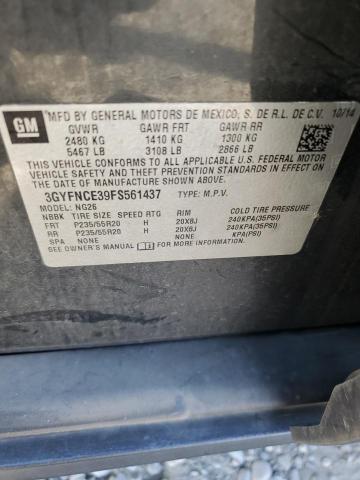 GM
MFD BY GENERAL MOTORS DE MEXICO, S. DE R.L. DE C.V. 10/14
GVWR GAWR FRT GAWR RR
2480 KG 1410 KG 1300 KG
5467 LB 3108 LB 2866 LB
THIS VEHICLE CONFORMS TO ALL APPLICABLE U.S. FEDERAL MOTOR
VEHICLE SAFETY, BUMPER, AND THEFT PREVENTION STANDARDS IN
EFFECT ON THE DATE OF MANUFACTURE SHOWN ABOVE.
3GYFNCE39FS561437 TYPE: M.P.V.
MODEL: NG26
NBBK TIRE SIZE SPEED RTG RIM COLD TIRE PRESSURE
FRT P235/55R20 H 20X8J 240KPA(35PSI)
RR P235/55R20 H 20X8J 240KPA(35PSI)
SPA NONE NONE KPA(PSI)
SEE OWNER'S MANUAL FOR ADDITIONAL INFORMATION.